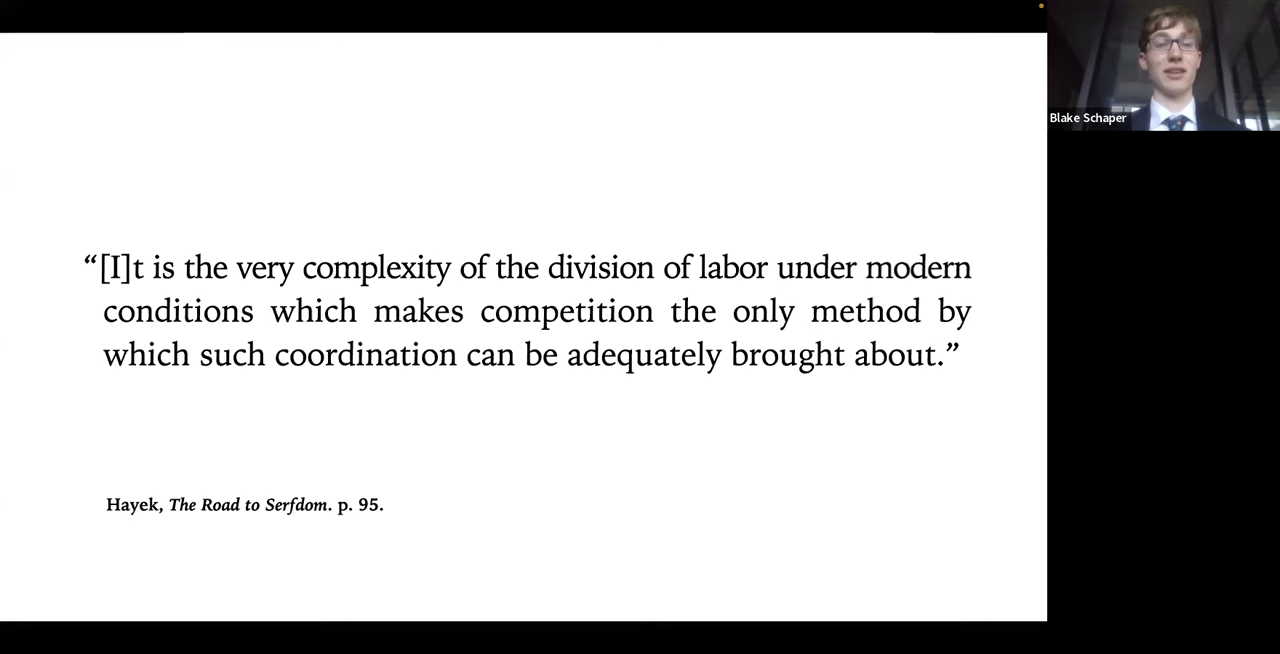 “[I]t is the very complexity of the division of labor under modern
conditions which makes competition the only method by
which such coordination can be adequately brought about.”
Hayek, The Road to Serfdom. p. 95.
Blake Schaper